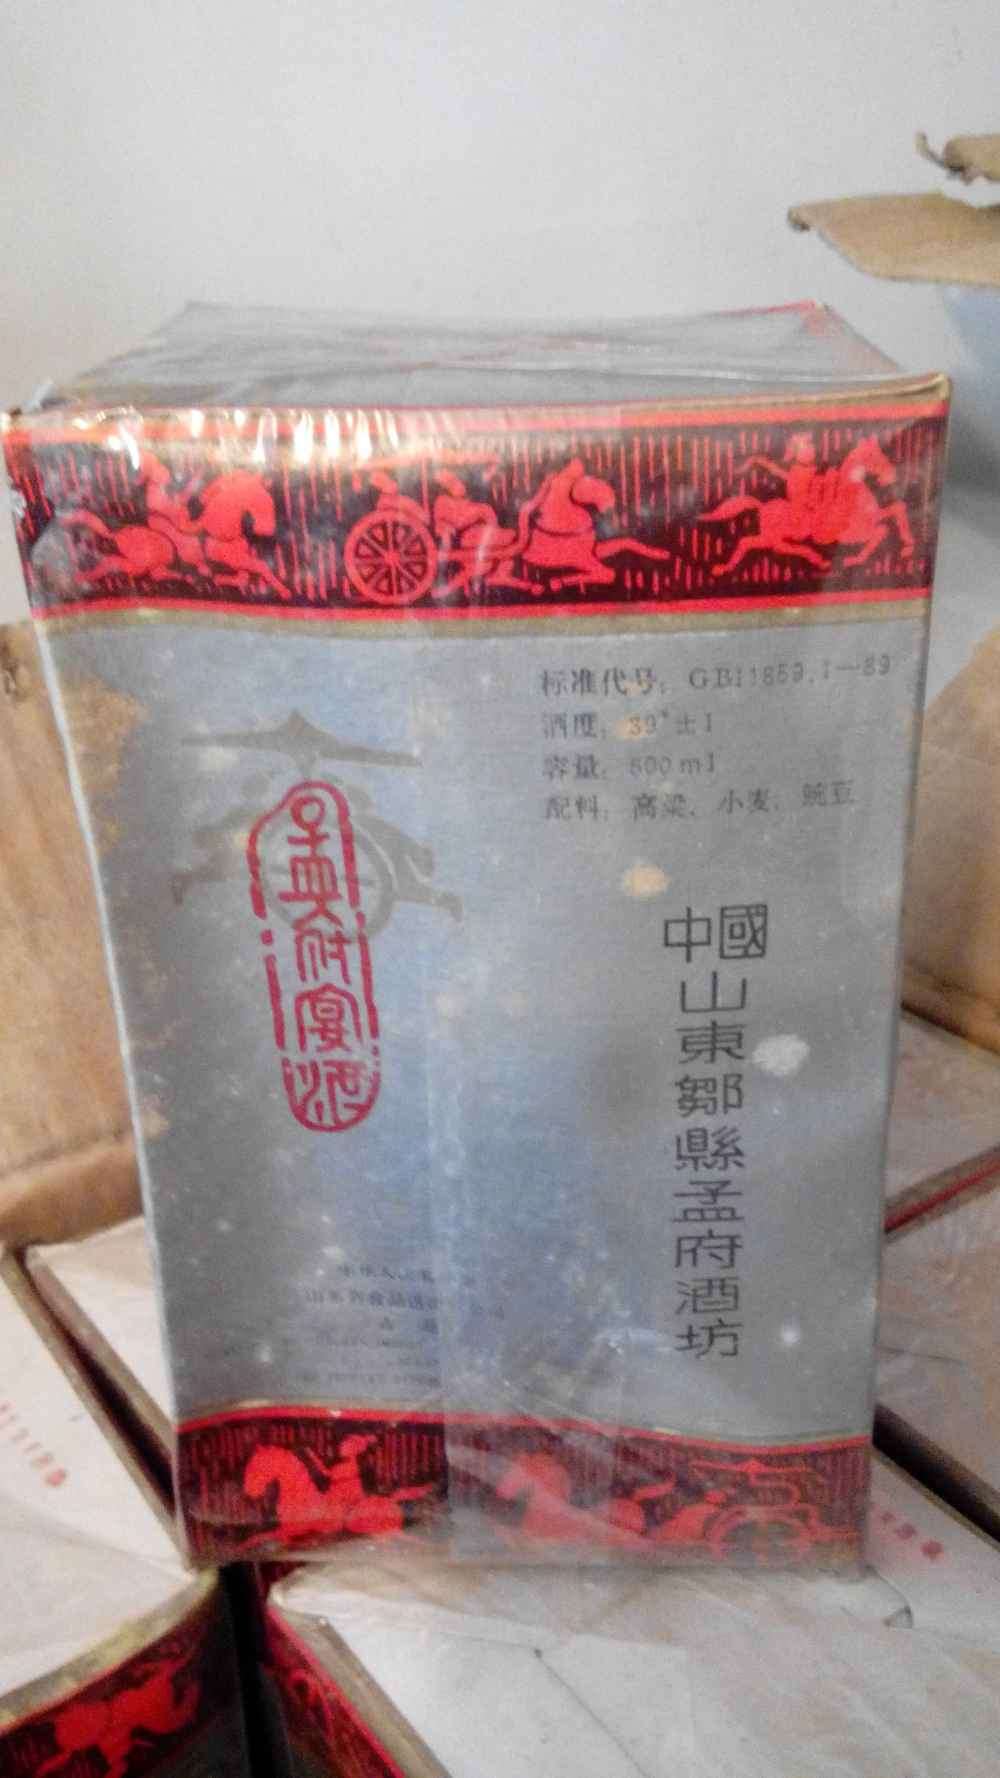 标准代号：GB11859.1—89
酒度：39°±1
容量：500ml
配料：高粱、小麦、豌豆
孟府宴酒
中國
山東鄒縣孟府酒坊